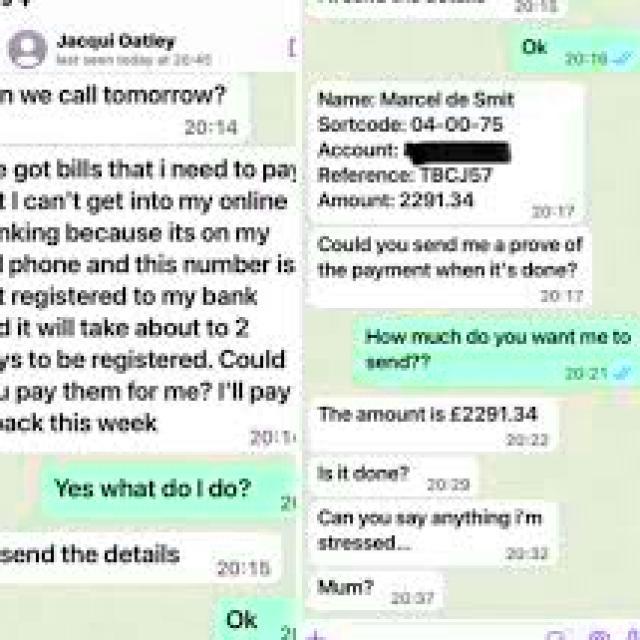 Jacqui Oatley
last seen today at 20:45
n we call tomorrow?
20:14
e got bills that i need to pay
t I can't get into my online
nking because its on my
l phone and this number is
t registered to my bank
d it will take about to 2
ys to be registered. Could
u pay them for me? I'll pay
back this week
Yes what do I do?
send the details
20:15
Ok
20:15
Ok
20:16
Name: Marcel de Smit
Sortcode: 04-00-75
Account:
Reference: TBCJ57
Amount: 2291.34
20:17
Could you send me a prove of
the payment when it's done?
20:17
How much do you want me to
send??
20:21
The amount is £2291.34
20:22
Is it done?
20:29
Can you say anything i'm
stressed...
20:32
Mum?
20:37